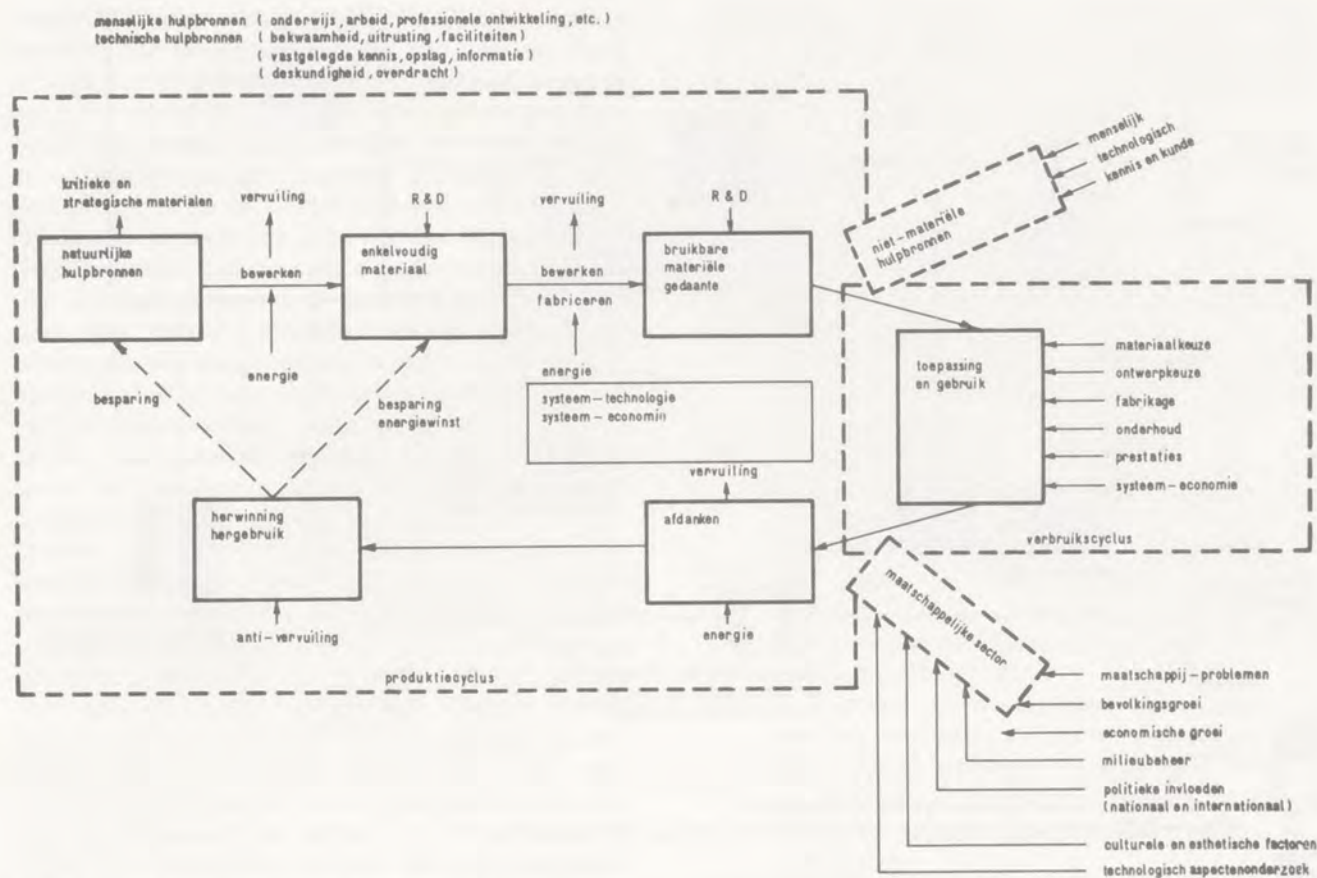 menselijke hulpbronnen ( onderwijs, arbeid, professionele ontwikkeling, etc. )
technische hulpbronnen ( bekwaamheid, uitrusting, faciliteiten)
( vastgelegde kennis, opslag, informatie)
( deskundigheid, overdracht)
menselijk
technologisch
kennis en kunde
niet-materiële
hulpbronnen
kritieke en
strategische materialen
vervuiling
R & D
vervuiling
R & D
natuurlijke
hulpbronnen
bewerken
enkelvoudig
materiaal
bewerken
fabriceren
bruikbare
materiële
gedaante
energie
energie
besparing
besparing
energiewinst
systeem-technologie
systeem-economie
toepassing
en gebruik
materiaalkeuze
ontwerpkeuze
fabrikage
onderhoud
prestaties
systeem-economie
verbruikscyclus
vervuiling
herwinning
hergebruik
afdanken
anti-vervuiling
energie
produktiecyclus
maatschappelijke sector
maatschappij-problemen
bevolkingsgroei
economische groei
milieubeheer
politieke invloeden
(nationaal en internationaal)
culturele en esthetische factoren
technologisch aspectenonderzoek